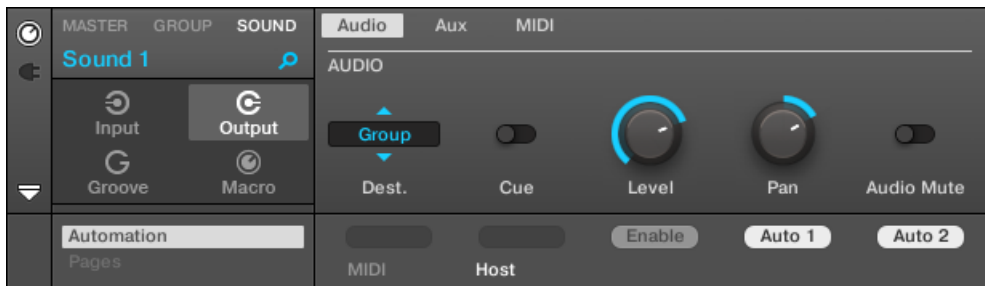 MASTER GROUP SOUND
Sound 1
Input Output
Groove Macro
Automation
Pages
Audio Aux MIDI
AUDIO
Group
Dest. Cue Level Pan Audio Mute
Enable Auto 1 Auto 2
MIDI Host